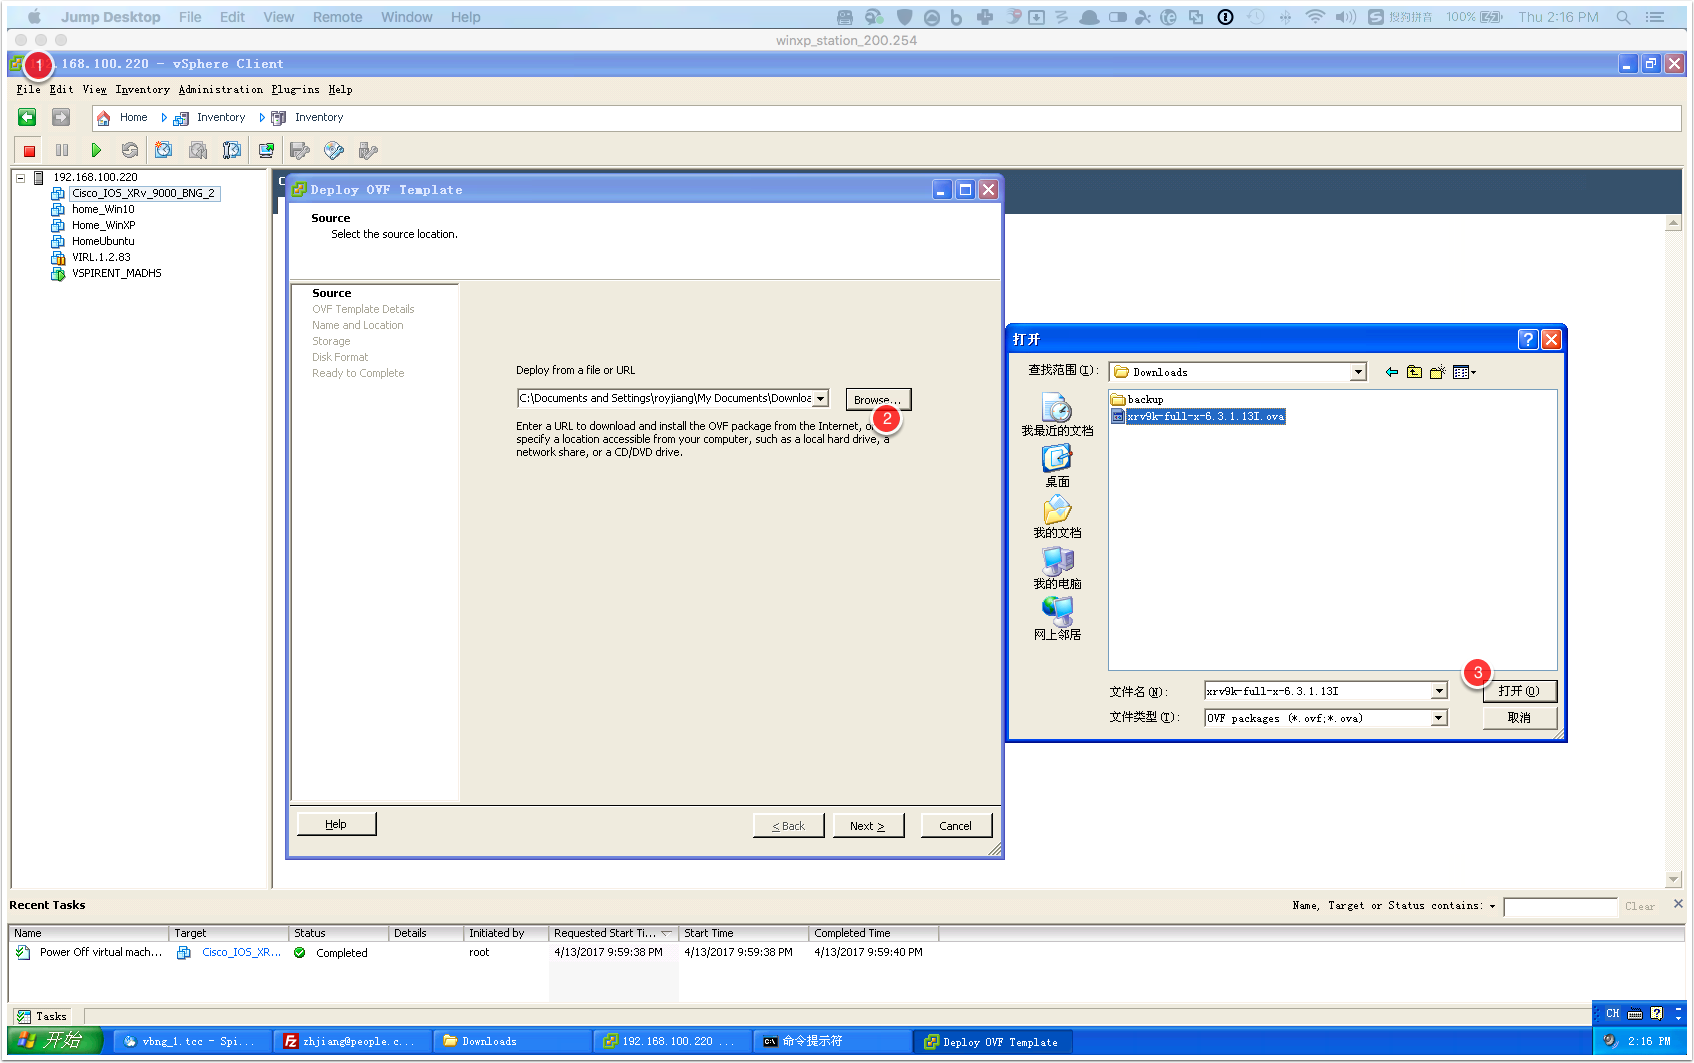 Jump Desktop File Edit View Remote Window Help 搜狗拼音 100% Thu 2:16 PM
winxp_station_200.254
1 .168.100.220 - vSphere Client
File Edit View Inventory Administration Plug-ins Help
Home Inventory Inventory
192.168.100.220
Cisco_IOS_XRv_9000_BNG_2
home_Win10
Home_WinXP
HomeUbuntu
VIRL.1.2.83
VSPIRENT_MADHS
Deploy OVF Template
Source
Select the source location.
Source
OVF Template Details
Name and Location
Storage
Disk Format
Ready to Complete
Deploy from a file or URL
C:\Documents and Settings\royjiang\My Documents\Downloa
Browse...
2
Enter a URL to download and install the OVF package from the Internet, o
specify a location accessible from your computer, such as a local hard drive, a
network share, or a CD/DVD drive.
Help
< Back
Next >
Cancel
打开
查找范围(I):
Downloads
我最近的文档
桌面
我的文档
我的电脑
网上邻居
backup
xrv9k-full-x-6.3.1.13I.ova
文件名(N):
xrv9k-full-x-6.3.1.13I
3
打开(O)
文件类型(T):
OVF packages (*.ovf;*.ova)
取消
Recent Tasks
Name, Target or Status contains:
Clear
Name Target Status Details Initiated by Requested Start Ti... Start Time Completed Time
Power Off virtual mach... Cisco_IOS_XR... Completed root 4/13/2017 9:59:38 PM 4/13/2017 9:59:38 PM 4/13/2017 9:59:40 PM
Tasks
CH
开始
vbng_1.tcc - Spi...
zhjiang@people.c...
Downloads
192.168.100.220 ...
命令提示符
Deploy OVF Template
2:16 PM